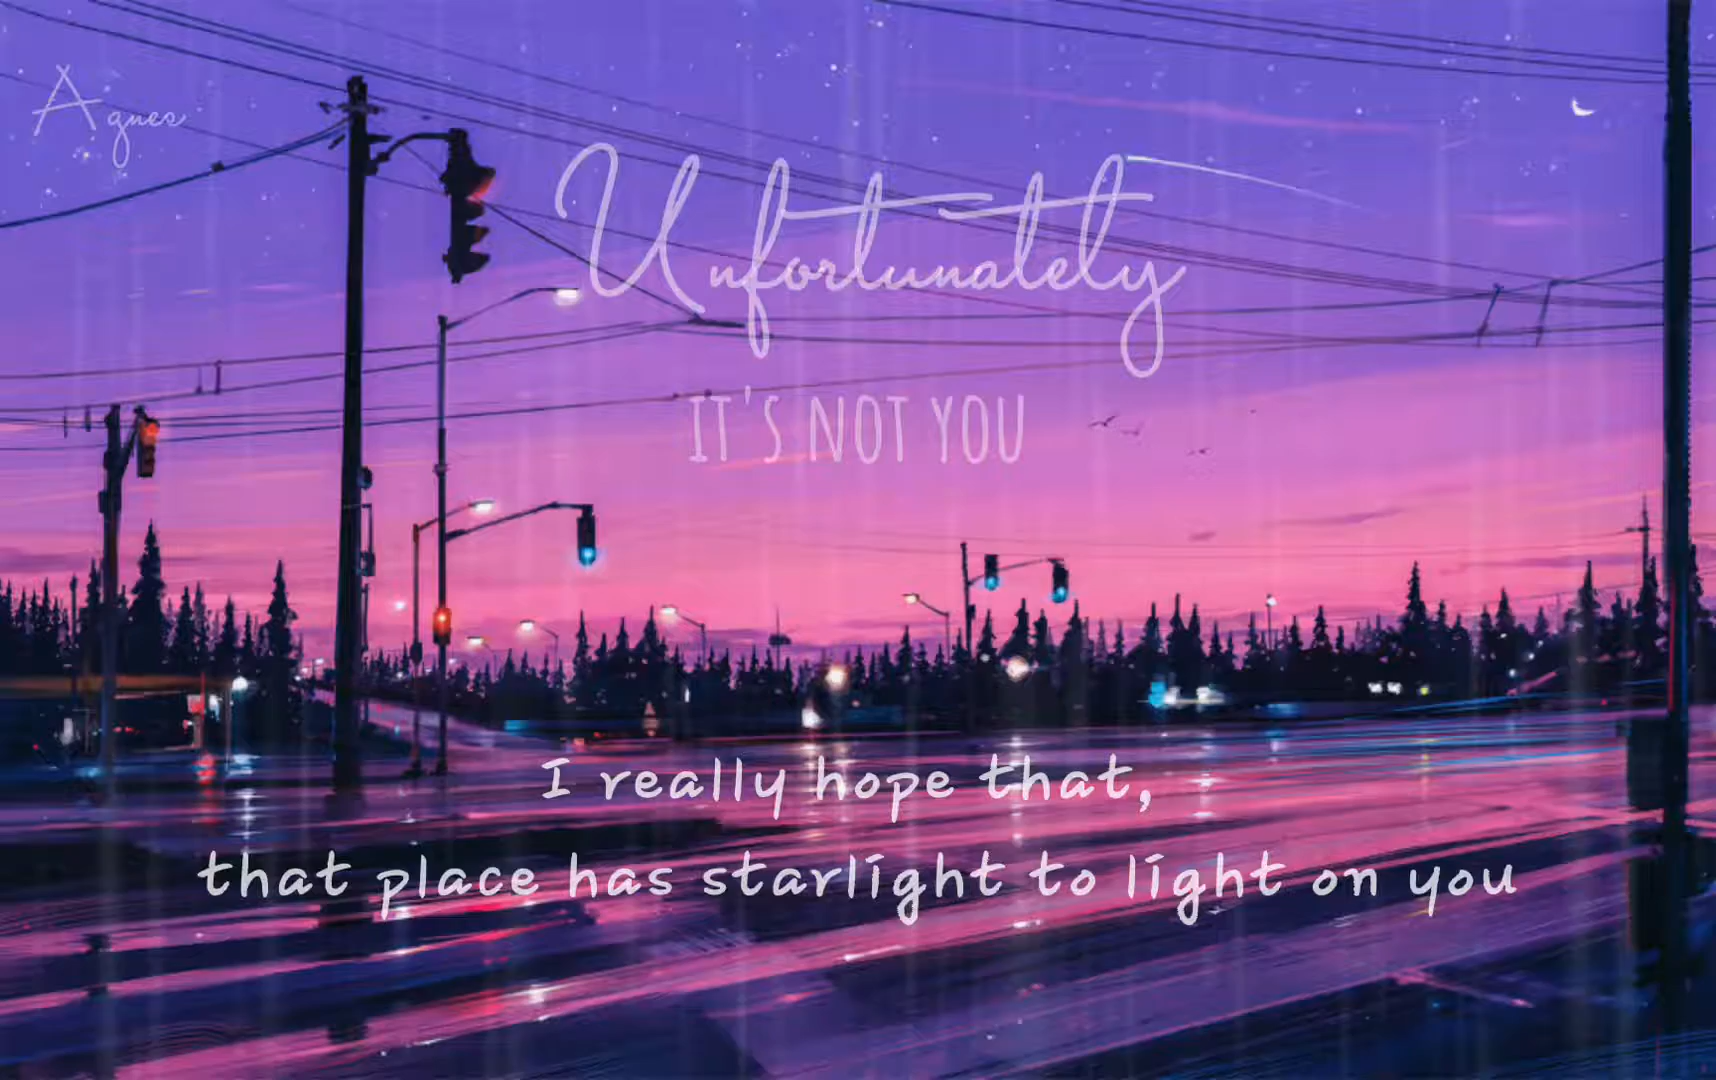 Agnes
Unfortunately
IT'S NOT YOU
I really hope that,
that place has starlight to light on you